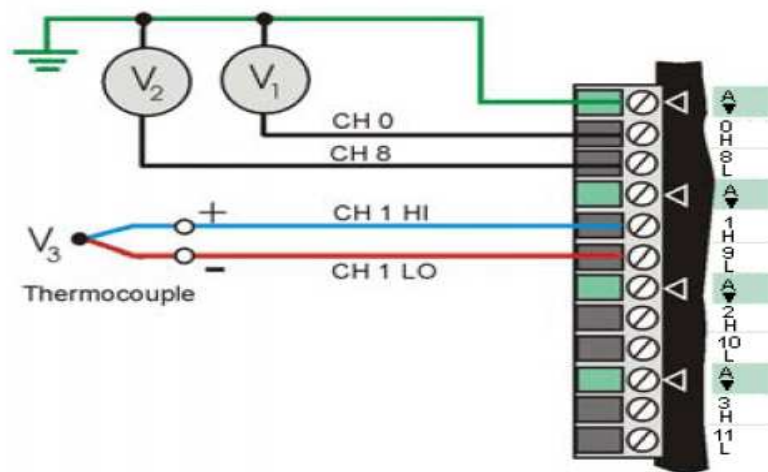 V2
V1
CH 0
CH 8
V3
+
CH 1 HI
-
CH 1 LO
Thermocouple
A
0
H
8
L
A
1
H
9
L
A
2
H
10
L
A
3
H
11
L